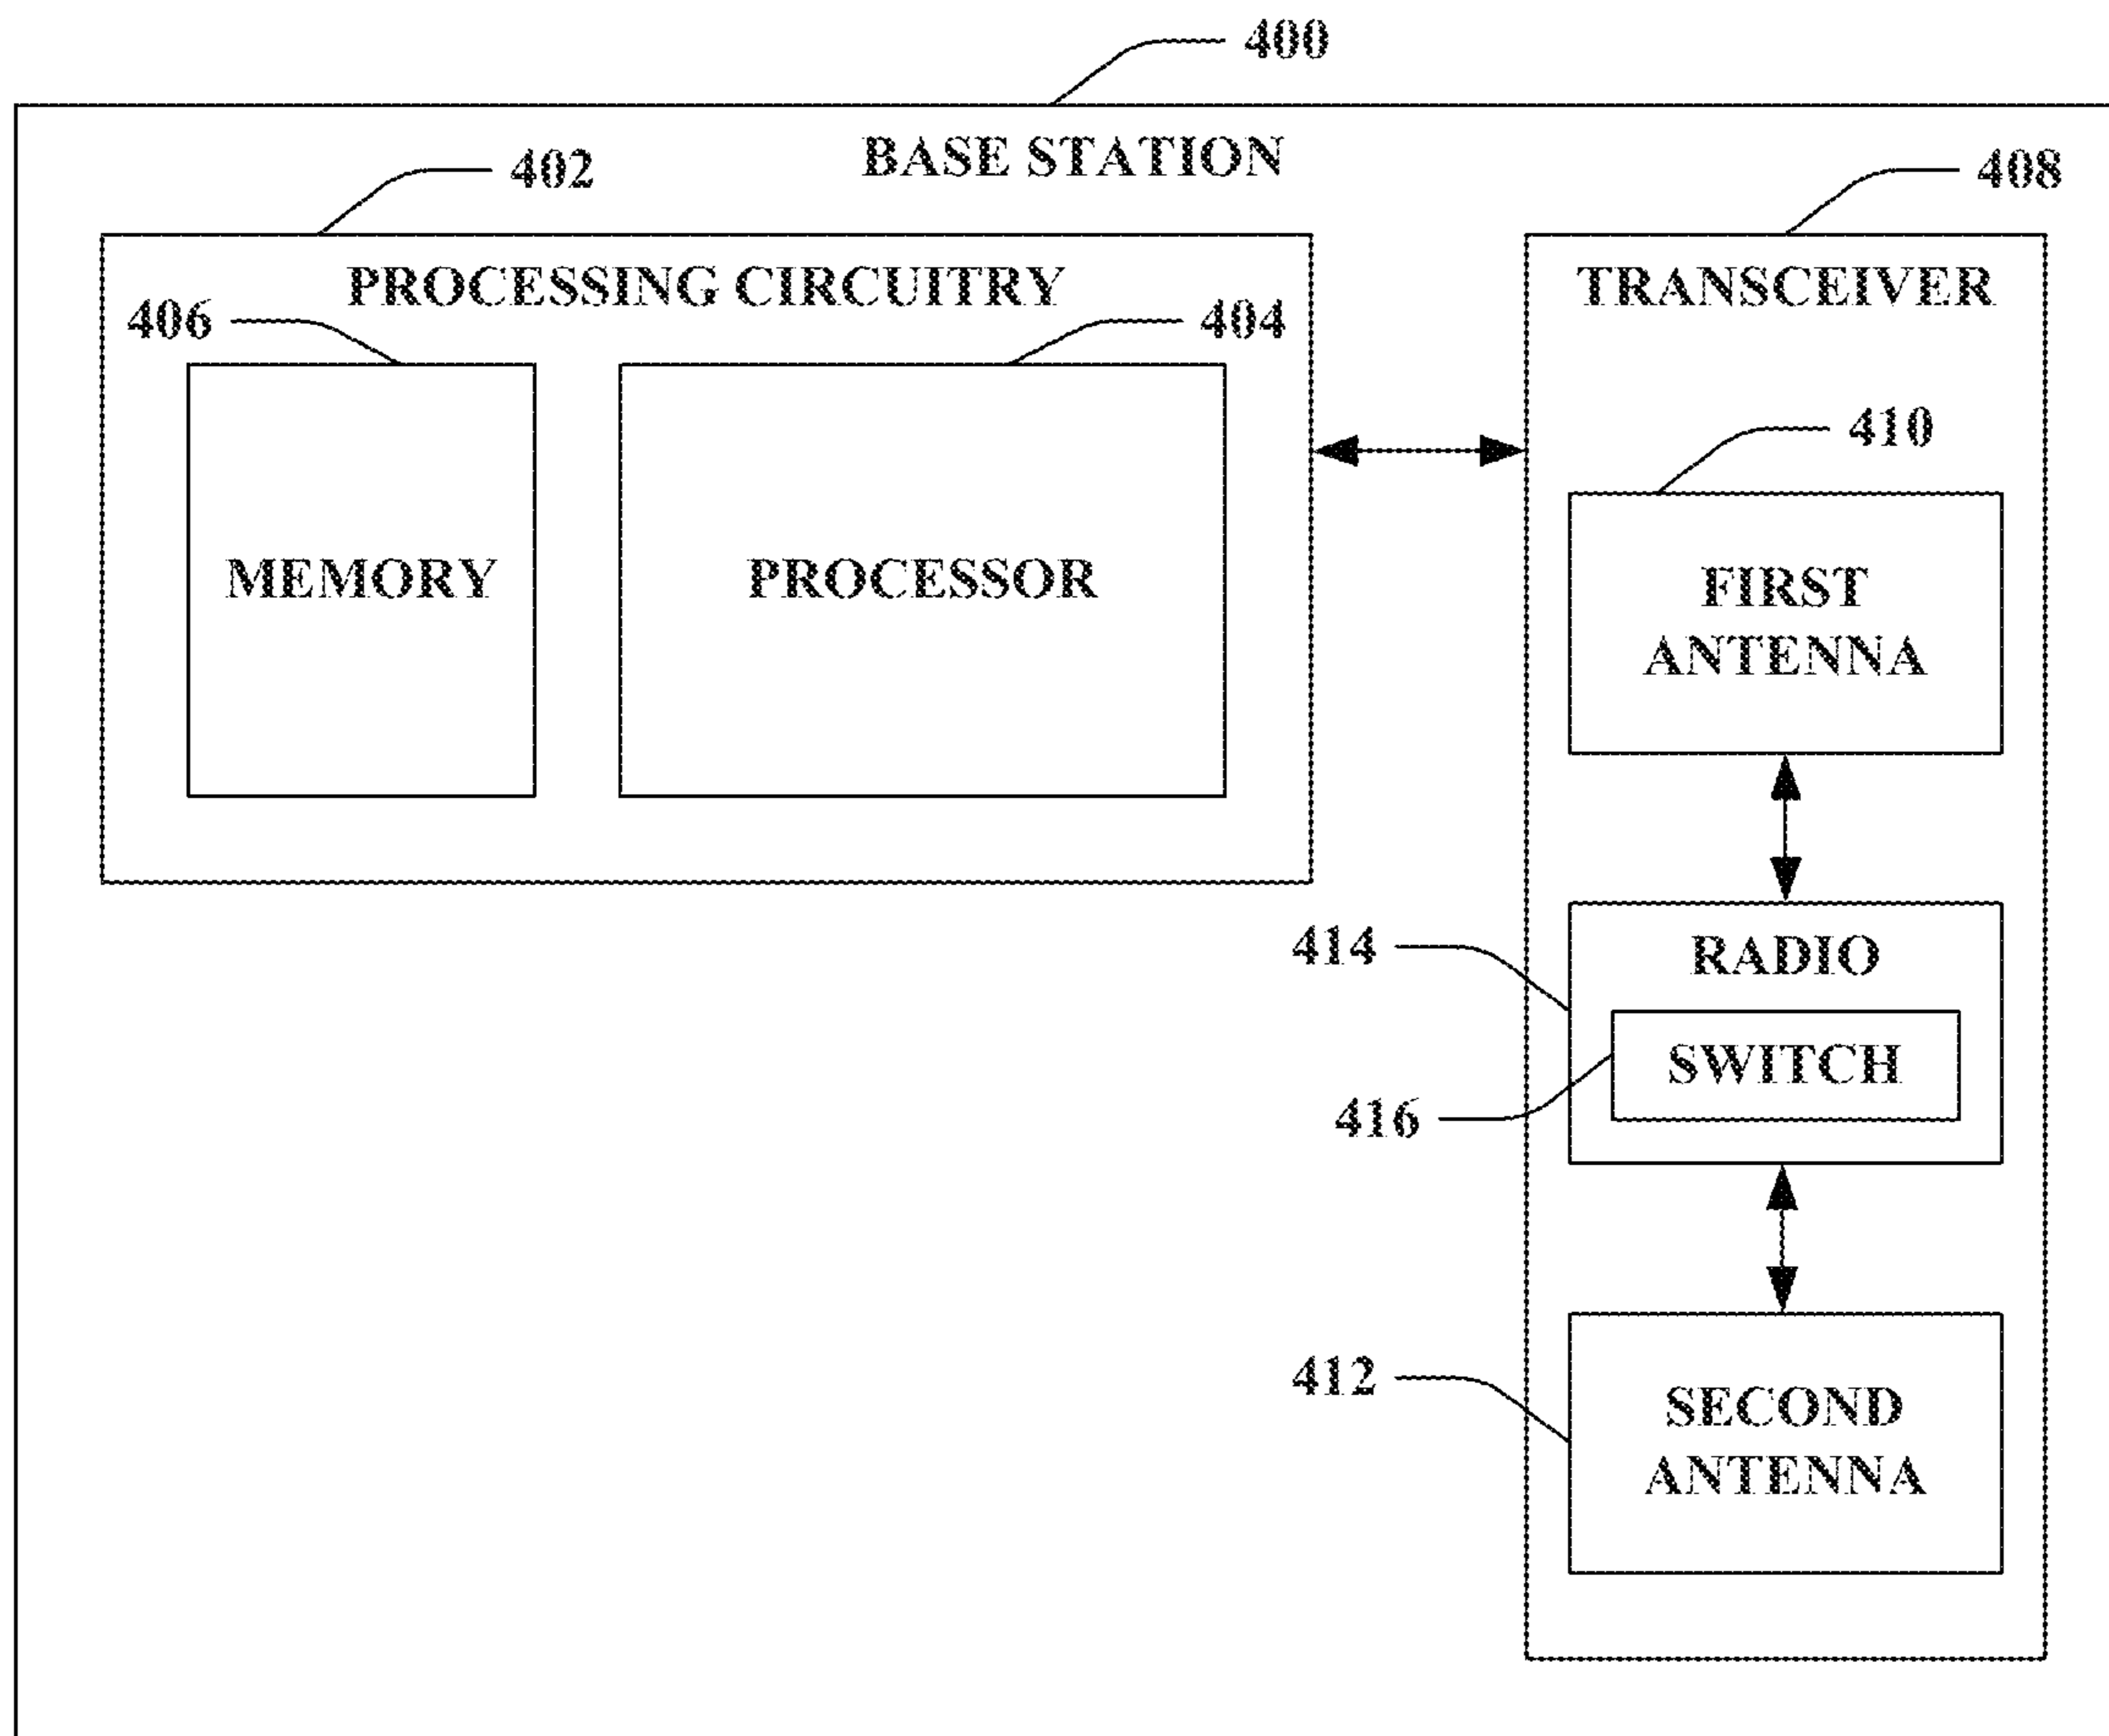 400
BASE STATION
402
408
PROCESSING CIRCUITRY
TRANSCEIVER
406
404
410
MEMORY
PROCESSOR
FIRST
ANTENNA
414
RADIO
SWITCH
416
412
SECOND
ANTENNA